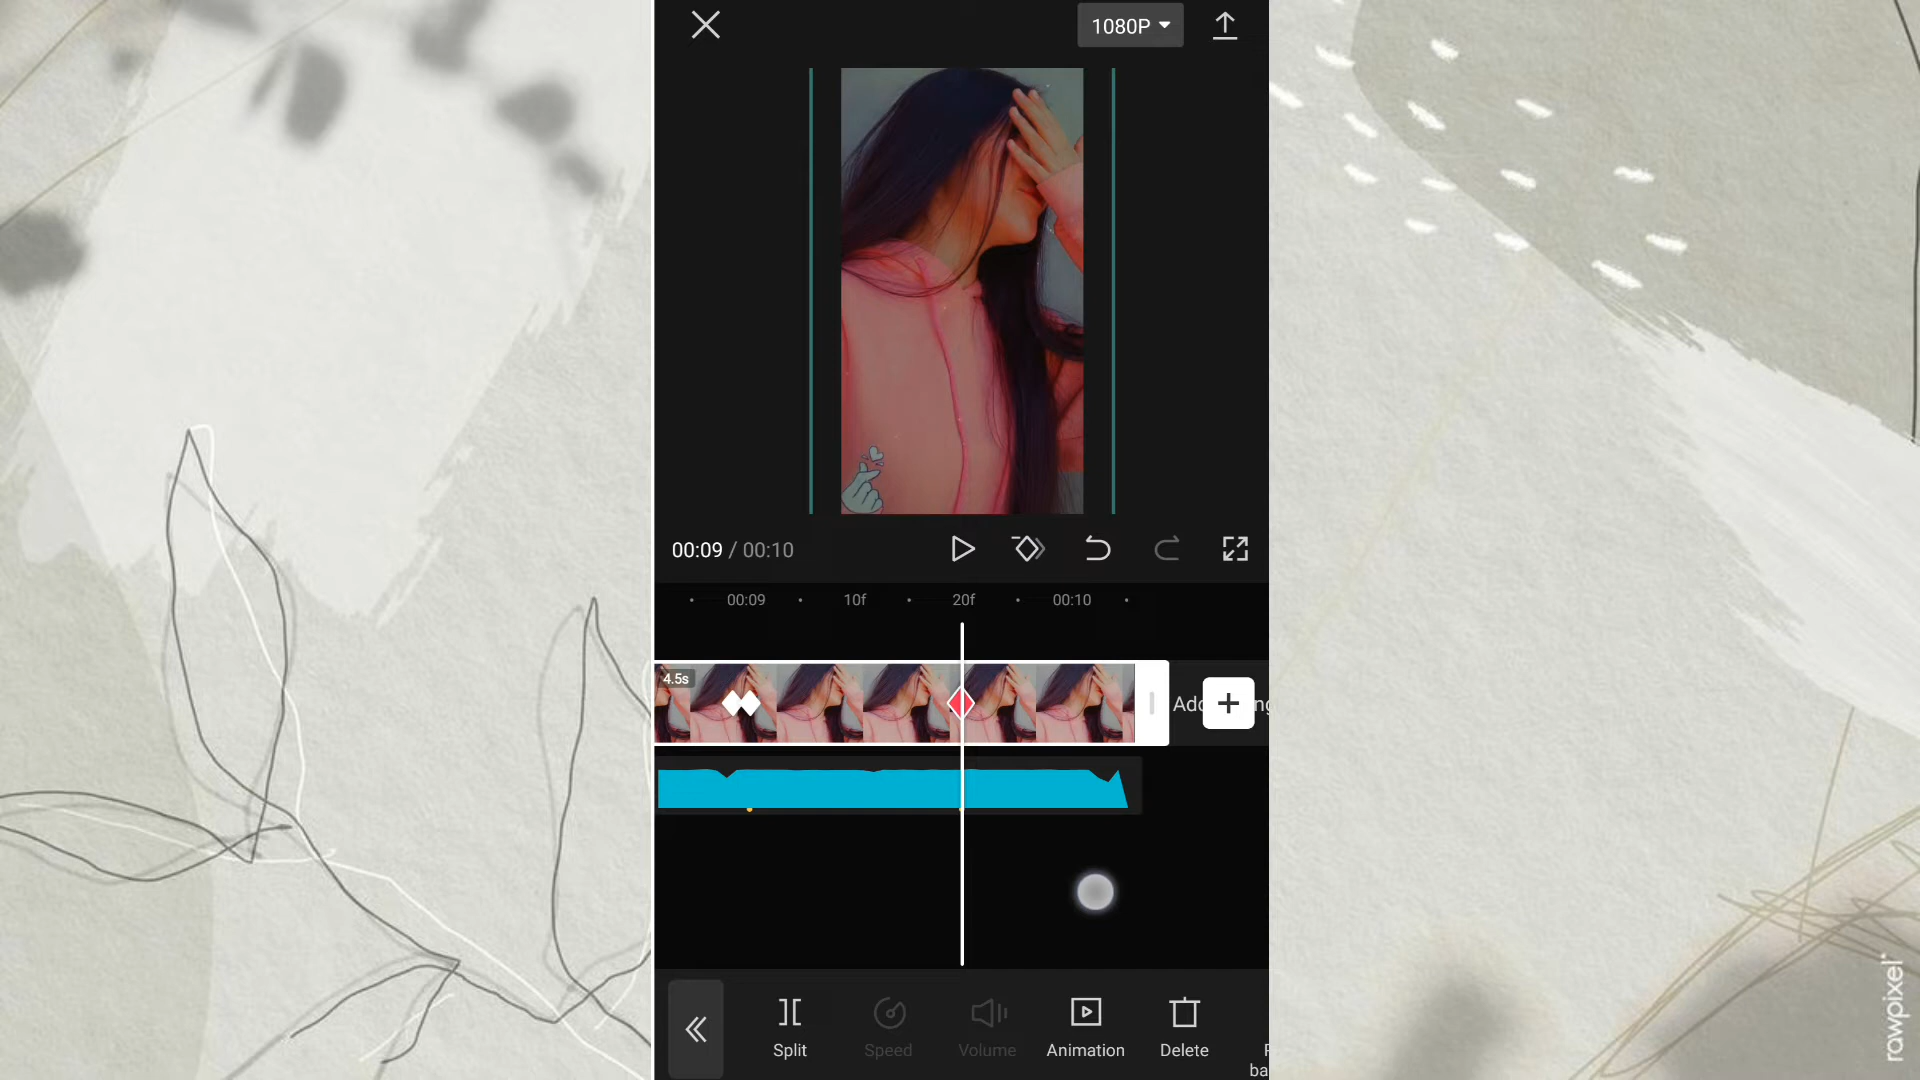 1080P
00:09 / 00:10
00:09 10f 20f 00:10
4.5s
Split
Speed
Volume
Animation
Delete
ba
rawpixel